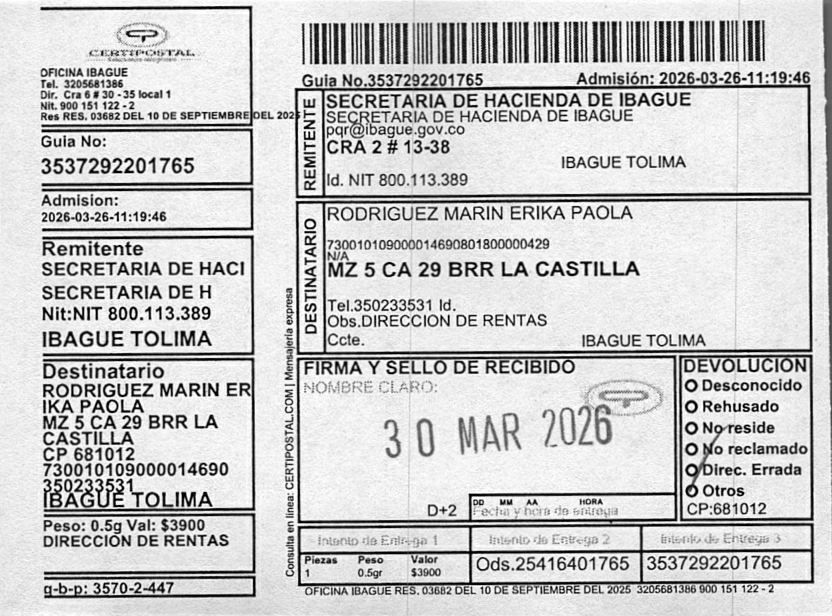 CERTIPOSTAL
OFICINA IBAGUE
Tel. 3205681386
Dir. Cra 6 # 30 - 35 local 1
Nit. 900 151 122 - 2
Res RES. 03682 DEL 10 DE SEPTIEMBRE DEL 2025
Guia No:
3537292201765
Admision:
2026-03-26-11:19:46
Remitente
SECRETARIA DE HACI
SECRETARIA DE H
Nit:NIT 800.113.389
IBAGUE TOLIMA
Destinatario
RODRIGUEZ MARIN ER
IKA PAOLA
MZ 5 CA 29 BRR LA
CASTILLA
CP 681012
730010109000014690
350233531
IBAGUE TOLIMA
Peso: 0.5g Val: $3900
DIRECCIÓN DE RENTAS
g-b-p: 3570-2-447
Consulta en línea: CERTIPOSTAL.COM | Mensajería expresa
Guia No.3537292201765
Admisión: 2026-03-26-11:19:46
REMITENTE
SECRETARIA DE HACIENDA DE IBAGUE
SECRETARIA DE HACIENDA DE IBAGUE
pqr@ibague.gov.co
CRA 2 # 13-38
IBAGUE TOLIMA
Id. NIT 800.113.389
DESTINATARIO
RODRIGUEZ MARIN ERIKA PAOLA
730010109000014690801800000429
N/A
MZ 5 CA 29 BRR LA CASTILLA
Tel.350233531 Id.
Obs.DIRECCION DE RENTAS
Ccte.
IBAGUE TOLIMA
FIRMA Y SELLO DE RECIBIDO
NOMBRE CLARO:
30 MAR 2026
D+2
DD MM AA HORA
Fecha y hora de entrega
DEVOLUCIÓN
Desconocido
Rehusado
No reside
No reclamado
Direc. Errada
Otros
CP:681012
Intento de Entrega 1
Intento de Entrega 2
Intento de Entrega 3
Piezas Peso Valor
1 0.5gr $3900
Ods.25416401765
3537292201765
OFICINA IBAGUE RES. 03682 DEL 10 DE SEPTIEMBRE DEL 2025 3205681386 900 151 122 - 2